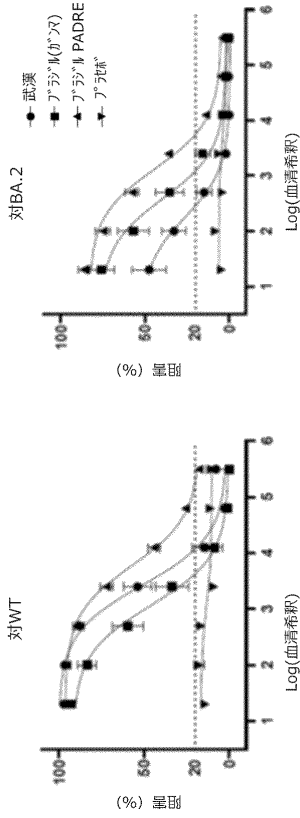 対WT
阻害 (%)
100
50
20
0
1
2
3
4
5
6
Log(血清希釈)
対BA.2
阻害 (%)
100
50
20
0
1
2
3
4
5
6
Log(血清希釈)
武漢
ﾌﾞﾗｼﾞﾙ(ｶﾞﾝﾏ)
ﾌﾞﾗｼﾞﾙ PADRE
ﾌﾟﾗｾﾎﾞ